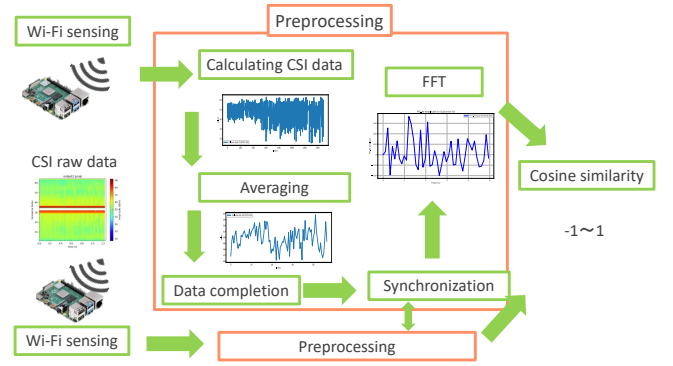 Preprocessing
Wi-Fi sensing
Calculating CSI data
FFT
CSI raw data
Averaging
Cosine similarity
-1～1
Data completion
Synchronization
Wi-Fi sensing
Preprocessing